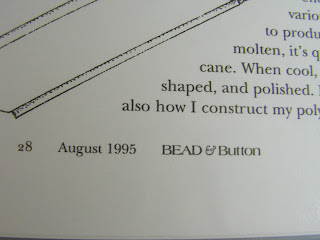 to produ
molten, it's q
cane. When cool,
shaped, and polished.
also how I construct my poly
28 August 1995 BEAD & Button